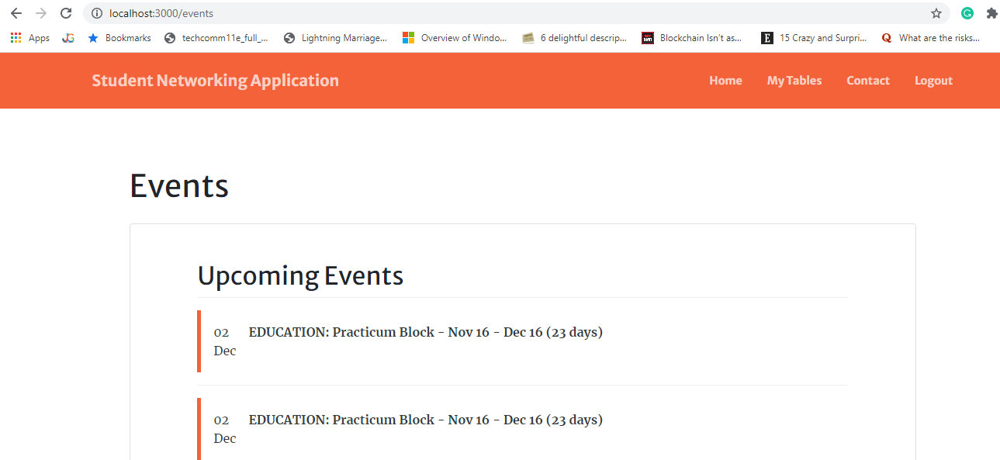 localhost:3000/events
Apps Bookmarks techcomm11e_full_... Lightning Marriage... Overview of Windo... 6 delightful descrip... Blockchain Isn't as... 15 Crazy and Surpri... What are the risks...
Student Networking Application Home My Tables Contact Logout
Events
Upcoming Events
02 EDUCATION: Practicum Block - Nov 16 - Dec 16 (23 days)
Dec
02 EDUCATION: Practicum Block - Nov 16 - Dec 16 (23 days)
Dec